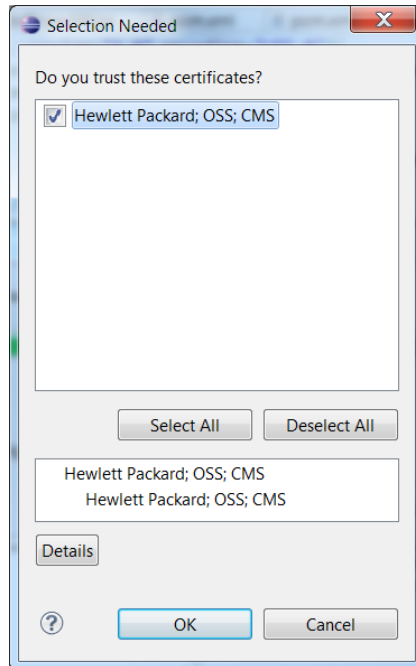 Selection Needed
Do you trust these certificates?
Hewlett Packard; OSS; CMS
Select All
Deselect All
Hewlett Packard; OSS; CMS
Hewlett Packard; OSS; CMS
Details
?
OK
Cancel